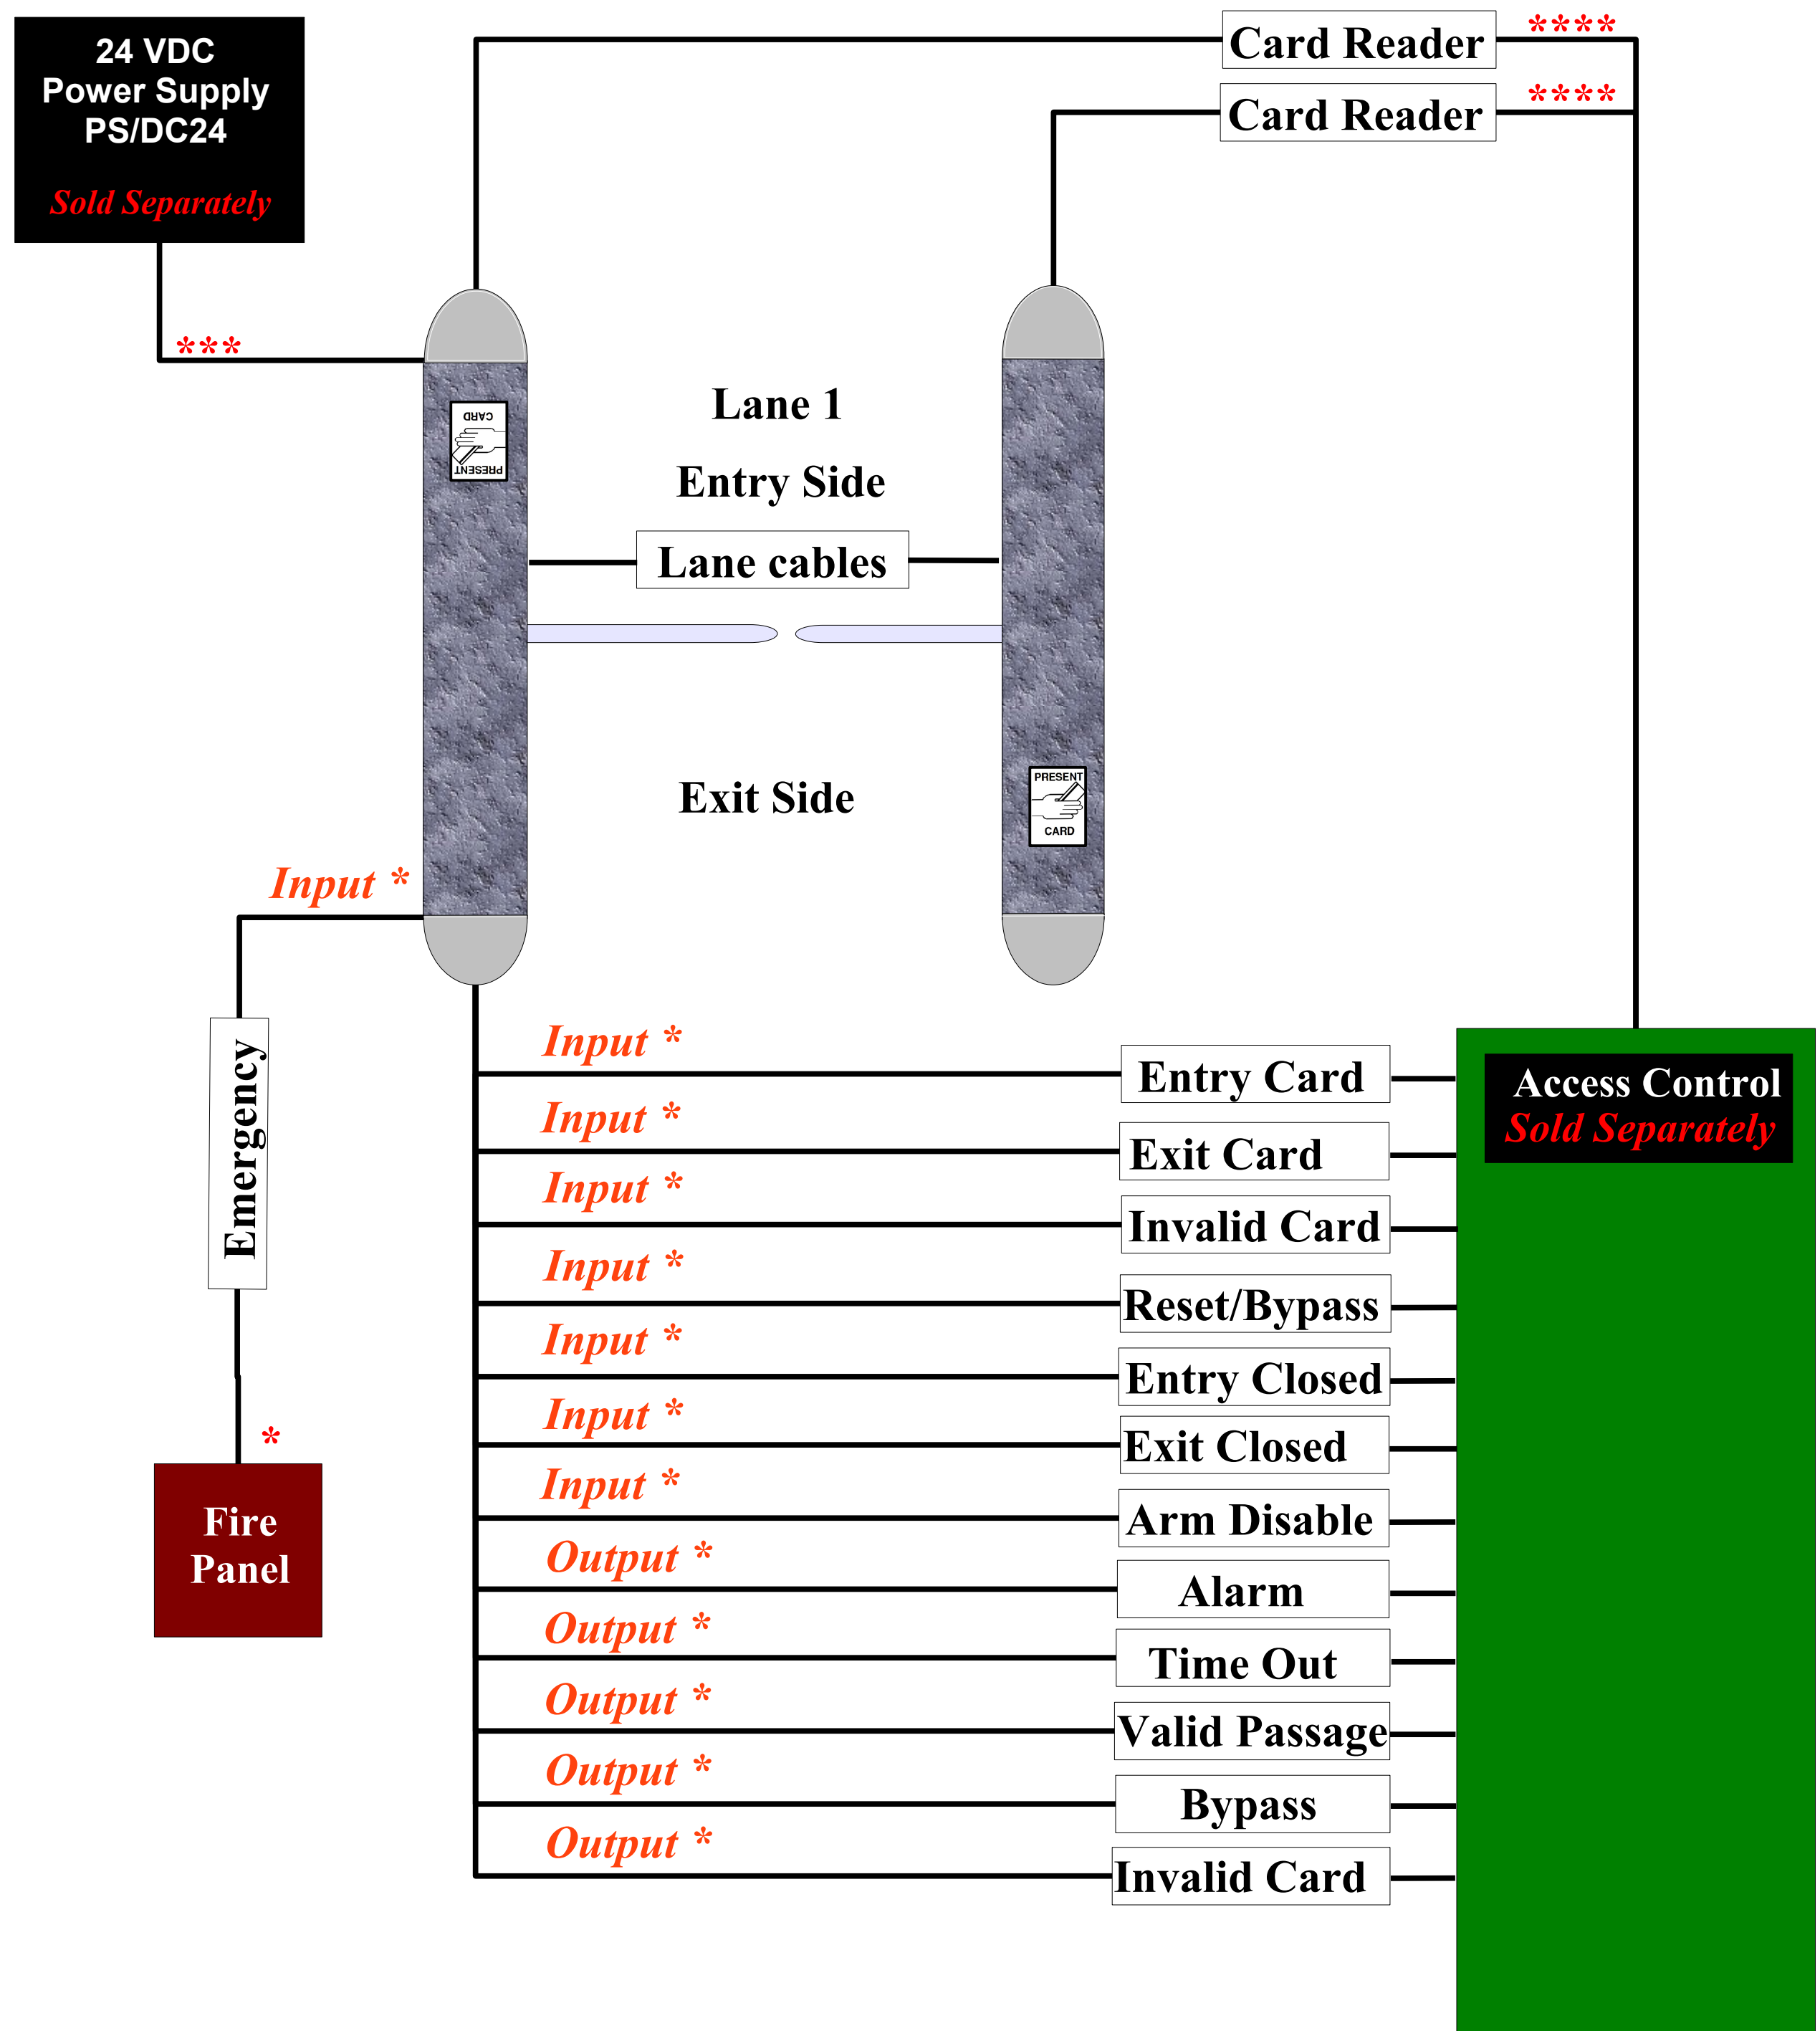 24 VDC
Power Supply
PS/DC24
Sold Separately
***
Card Reader
****
Card Reader
****
CARD
PRESENT
Lane 1
Entry Side
Lane cables
Exit Side
PRESENT
CARD
Input *
Emergency
*
Fire
Panel
Input *
Entry Card
Input *
Exit Card
Input *
Invalid Card
Input *
Reset/Bypass
Input *
Entry Closed
Input *
Exit Closed
Input *
Arm Disable
Output *
Alarm
Output *
Time Out
Output *
Valid Passage
Output *
Bypass
Output *
Invalid Card
Access Control
Sold Separately